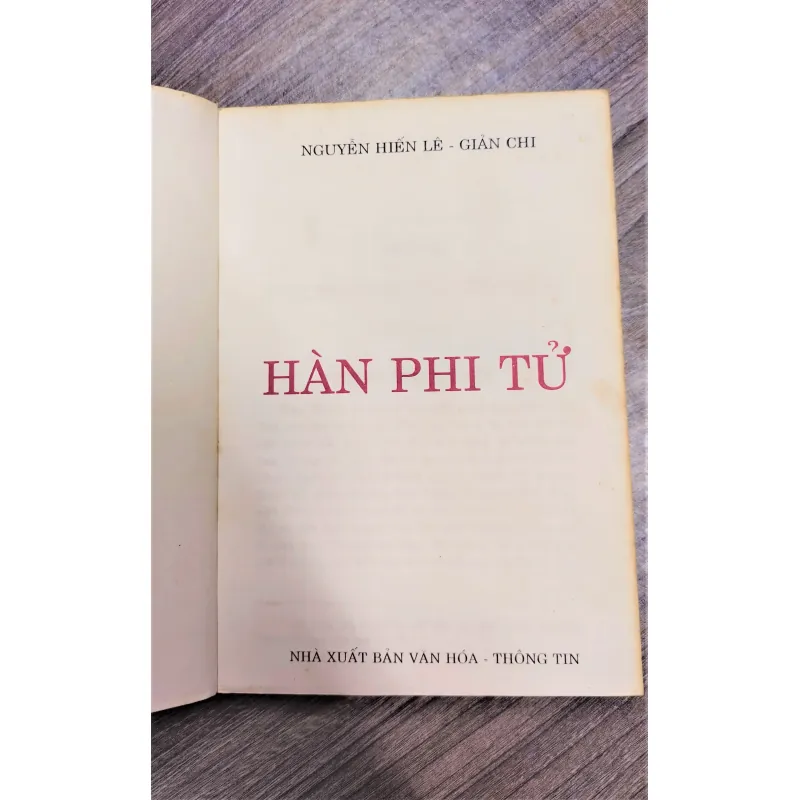 NGUYỄN HIẾN LÊ - GIẢN CHI
HÀN PHI TỬ
NHÀ XUẤT BẢN VĂN HÓA - THÔNG TIN